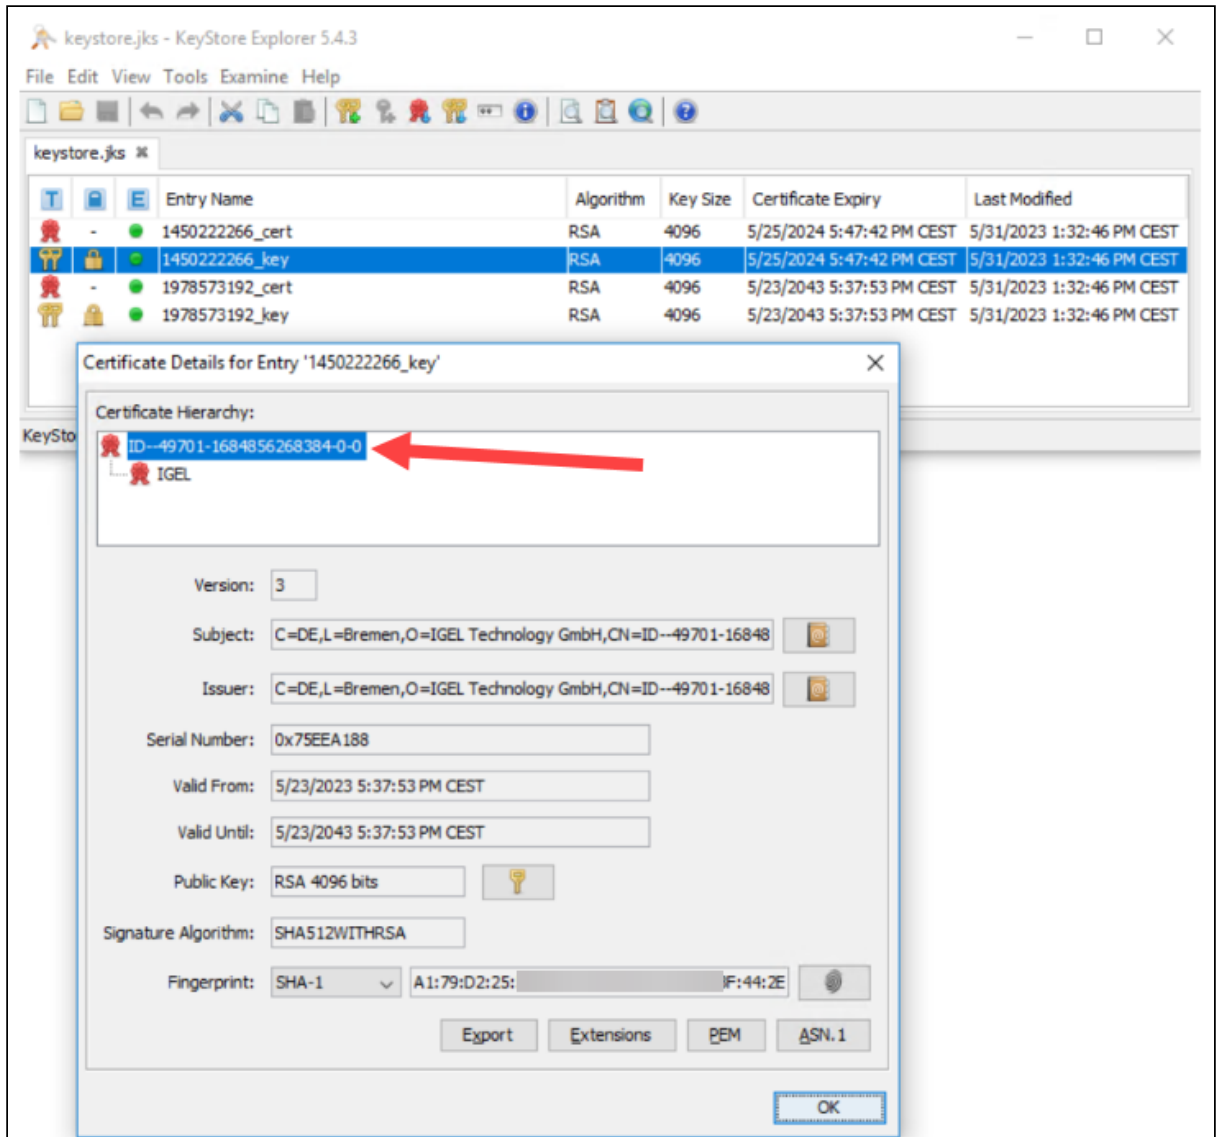 keystore.jks - KeyStore Explorer 5.4.3
File Edit View Tools Examine Help
keystore.jks
T E Entry Name Algorithm Key Size Certificate Expiry Last Modified
- 1450222266_cert RSA 4096 5/25/2024 5:47:42 PM CEST 5/31/2023 1:32:46 PM CEST
1450222266_key RSA 4096 5/25/2024 5:47:42 PM CEST 5/31/2023 1:32:46 PM CEST
- 1978573192_cert RSA 4096 5/23/2043 5:37:53 PM CEST 5/31/2023 1:32:46 PM CEST
1978573192_key RSA 4096 5/23/2043 5:37:53 PM CEST 5/31/2023 1:32:46 PM CEST
Certificate Details for Entry '1450222266_key'
Certificate Hierarchy:
KeySto
ID--49701-1684856268384-0-0
IGEL
Version: 3
Subject: C=DE,L=Bremen,O=IGEL Technology GmbH,CN=ID--49701-16848
Issuer: C=DE,L=Bremen,O=IGEL Technology GmbH,CN=ID--49701-16848
Serial Number: 0x75EEA188
Valid From: 5/23/2023 5:37:53 PM CEST
Valid Until: 5/23/2043 5:37:53 PM CEST
Public Key: RSA 4096 bits
Signature Algorithm: SHA512WITHRSA
Fingerprint: SHA-1 A1:79:D2:25: F:44:2E
Export Extensions PEM ASN.1
OK